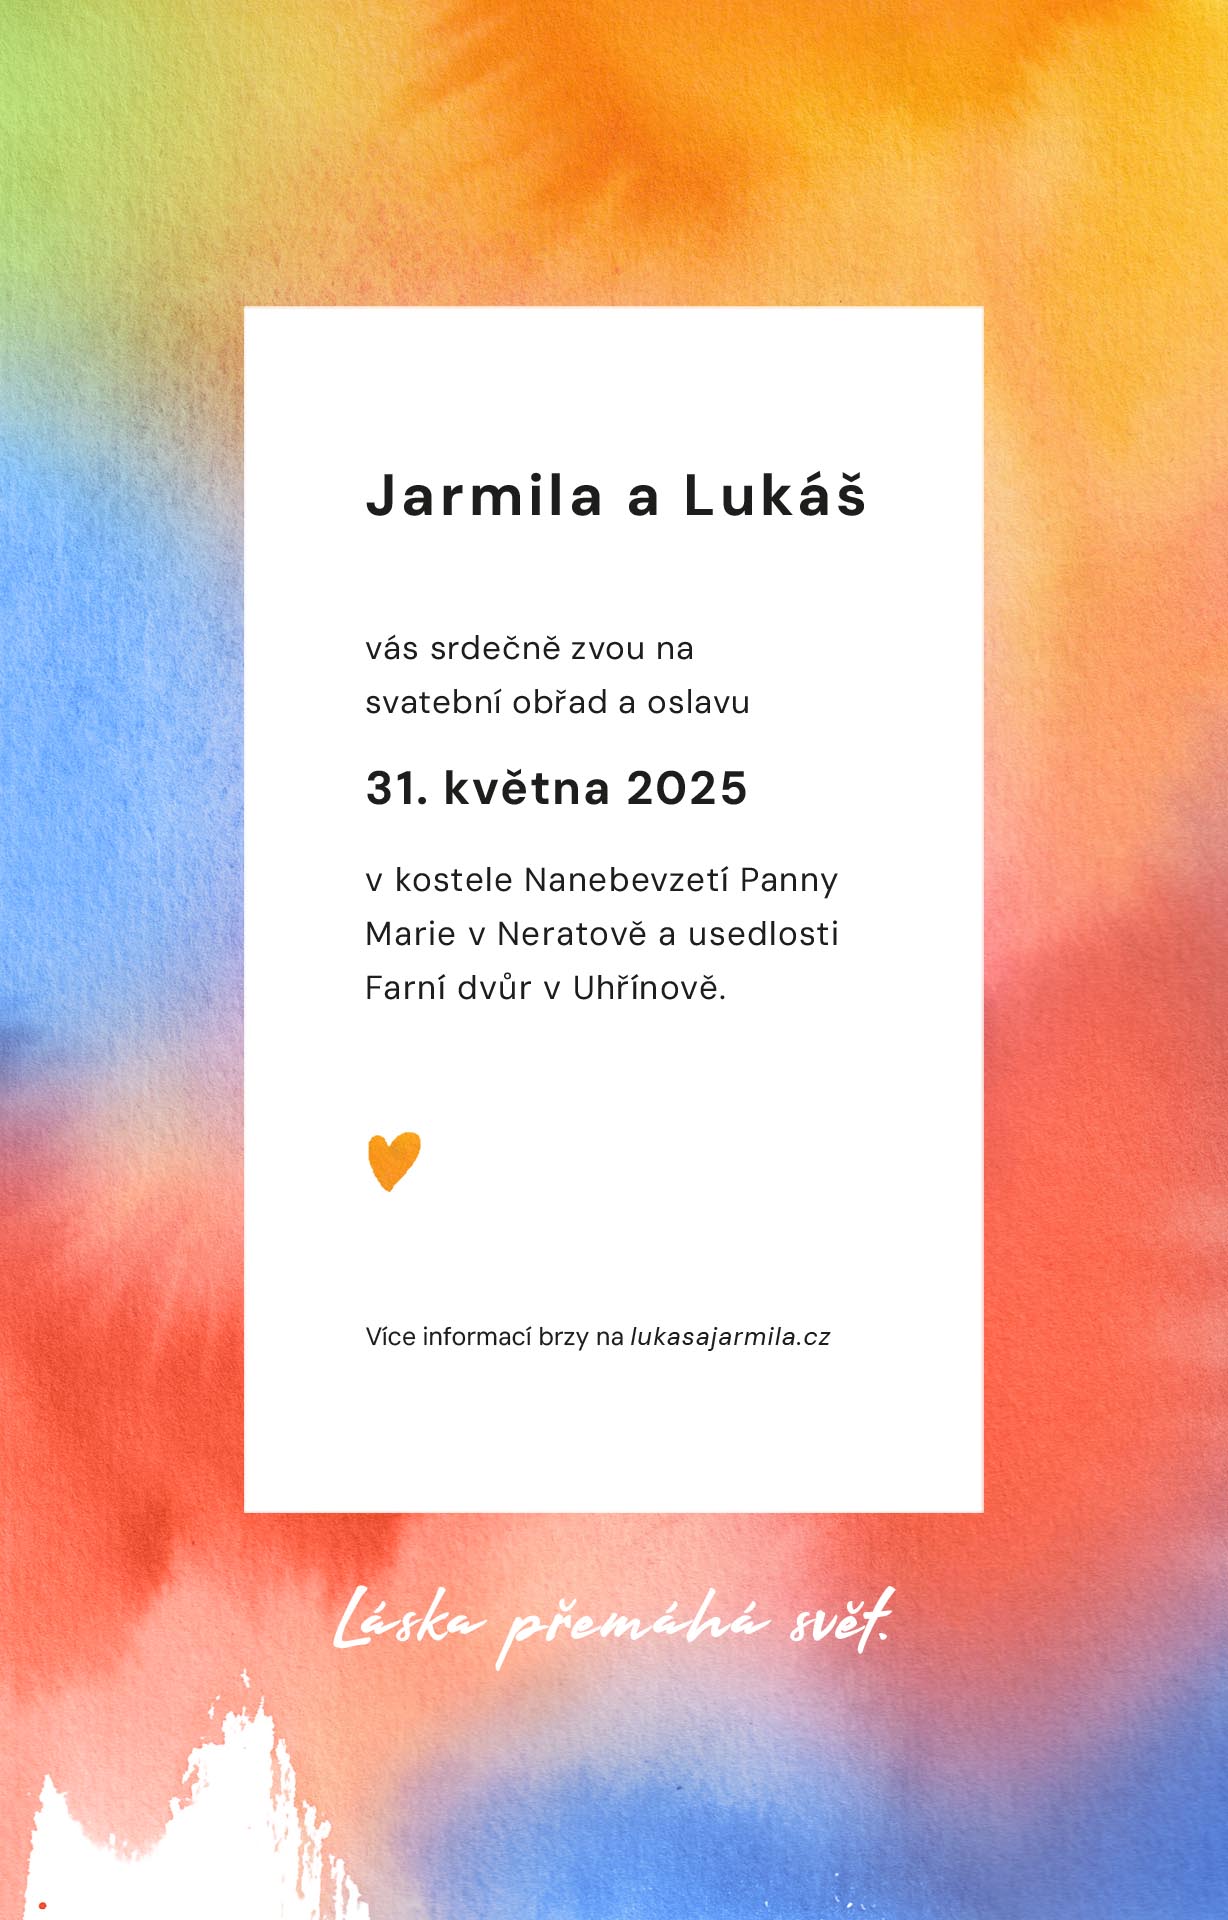 Jarmila a Lukáš
vás srdečně zvou na
svatební obřad a oslavu
31. května 2025
v kostele Nanebevzetí Panny
Marie v Neratově a usedlosti
Farní dvůr v Uhřínově.
Více informací brzy na lukasajarmila.cz
Láska přemáhá svět.